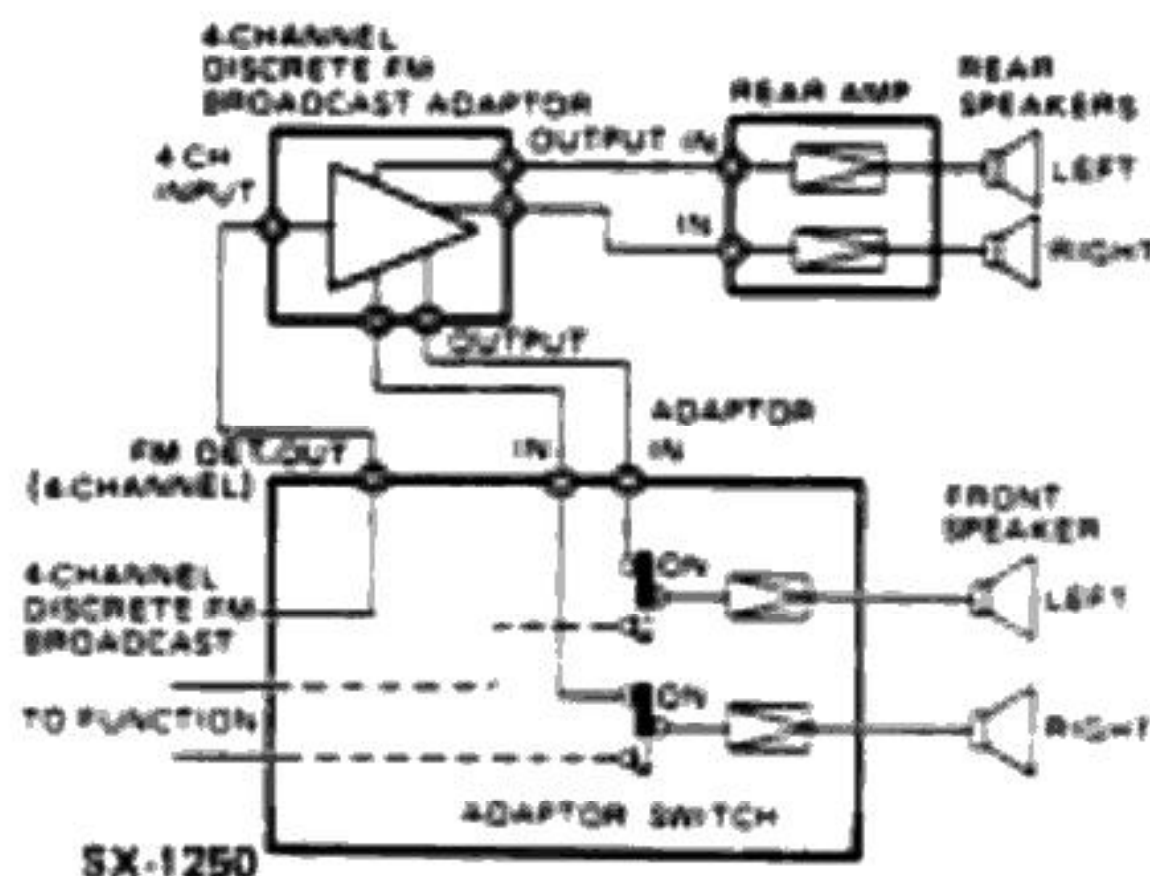 4-CHANNEL
DISCRETE FM
BROADCAST ADAPTOR
REAR AMP
REAR
SPEAKERS
4 CH
INPUT
OUTPUT
IN
LEFT
IN
RIGHT
OUTPUT
ADAPTOR
FM DET.OUT
(4-CHANNEL)
IN
IN
FRONT
SPEAKER
4-CHANNEL
DISCRETE FM
BROADCAST
ON
LEFT
TO FUNCTION
ON
RIGHT
ADAPTOR SWITCH
SX-1250